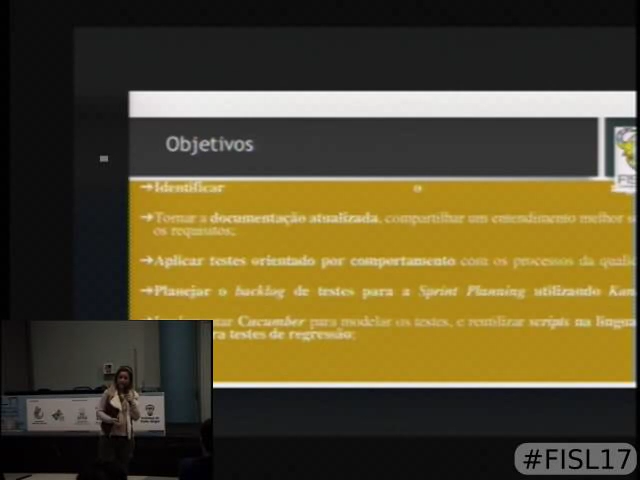 Objetivos
➔Identificar o
➔Tornar a documentação atualizada, compartilhar um entendimento melhor
os requisitos;
➔Aplicar testes orientado por comportamento com os processos da
➔Planejar o backlog de testes para a Sprint Planning utilizando
Cucumber para modelar os testes, e reutilizar scripts na
testes de regressão;
#FISL17